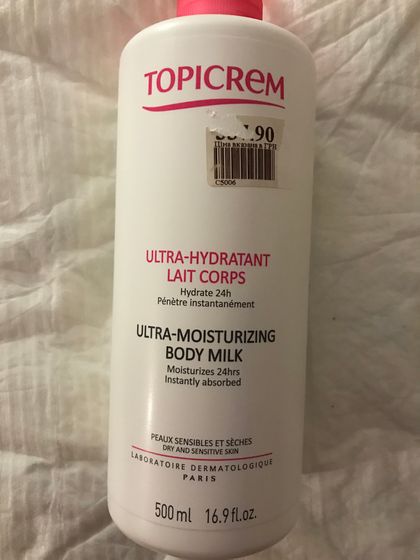 TOPICREM
.90
Ціна вказана в ГРН
C5006
ULTRA-HYDRATANT
LAIT CORPS
Hydrate 24h
Pénètre instantanément
ULTRA-MOISTURIZING
BODY MILK
Moisturizes 24hrs
Instantly absorbed
PEAUX SENSIBLES ET SÈCHES
DRY AND SENSITIVE SKIN
LABORATOIRE DERMATOLOGIQUE
PARIS
500 ml 16.9 fl.oz.